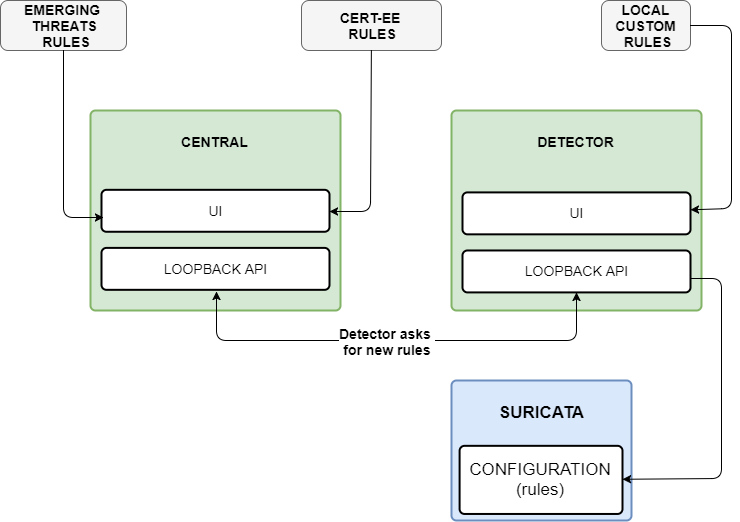 EMERGING
THREATS
RULES
CERT-EE
RULES
LOCAL
CUSTOM
RULES
CENTRAL
UI
LOOPBACK API
DETECTOR
UI
LOOPBACK API
Detector asks
for new rules
SURICATA
CONFIGURATION
(rules)